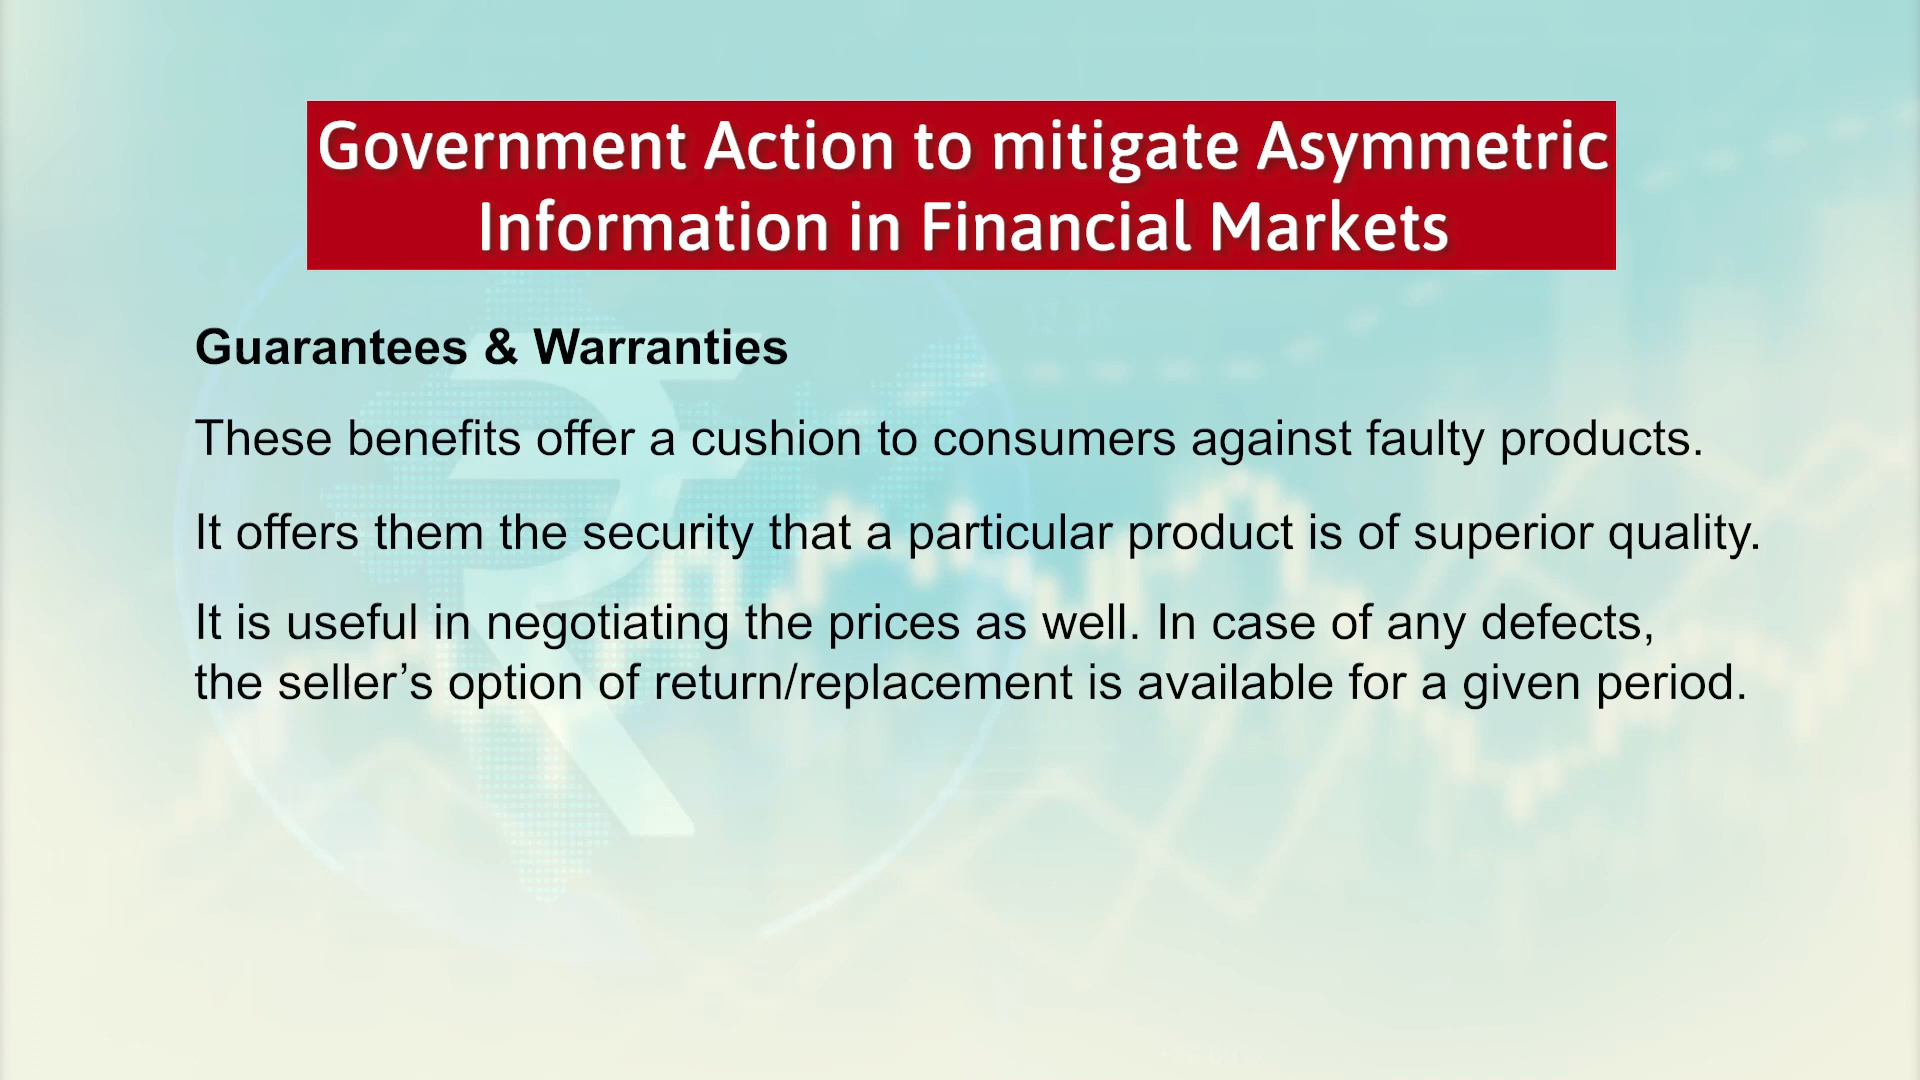 Government Action to mitigate Asymmetric
Information in Financial Markets
Guarantees & Warranties
These benefits offer a cushion to consumers against faulty products.
It offers them the security that a particular product is of superior quality.
It is useful in negotiating the prices as well. In case of any defects,
the seller’s option of return/replacement is available for a given period.